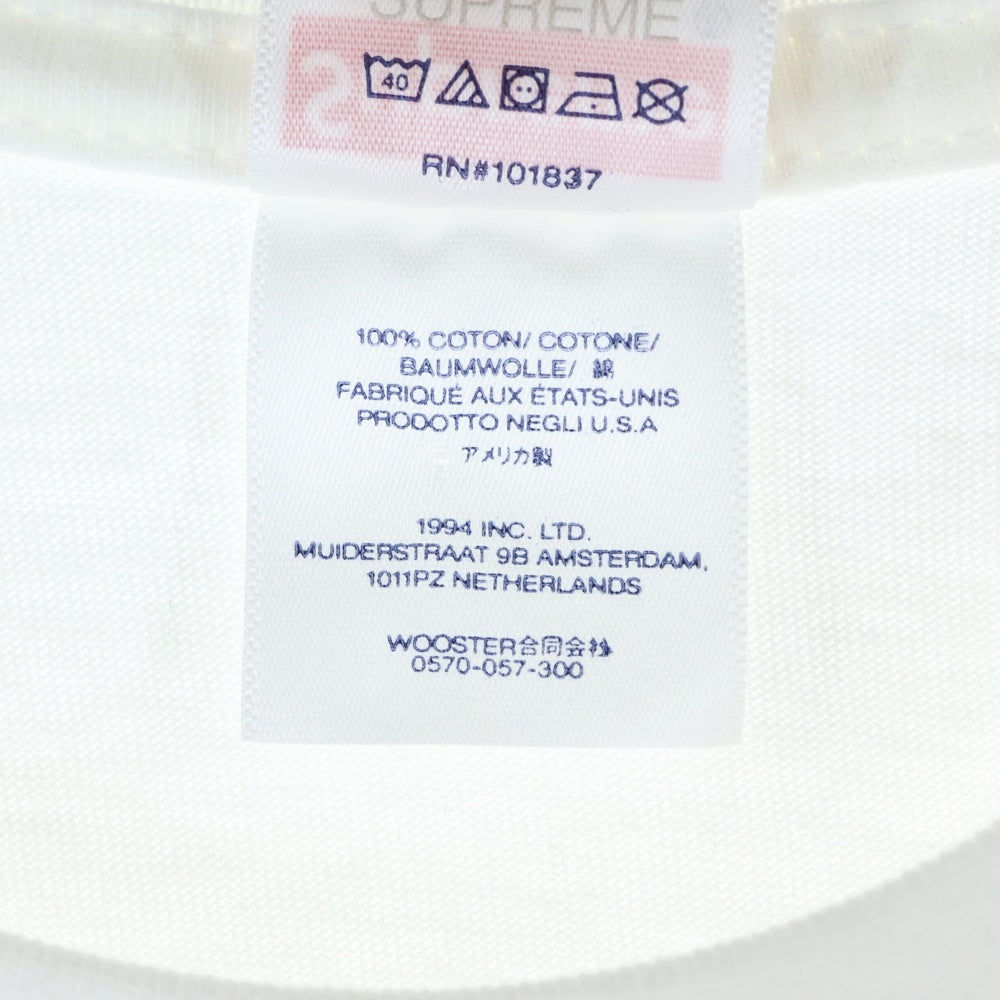 SUPREME
40
RN#101837
100% COTON/ COTONE/
BAUMWOLLE/ 綿
FABRIQUÉ AUX ÉTATS-UNIS
PRODOTTO NEGLI U.S.A
アメリカ製
1994 INC. LTD.
MUIDERSTRAAT 9B AMSTERDAM,
1011PZ NETHERLANDS
WOOSTER合同会社
0570-057-300